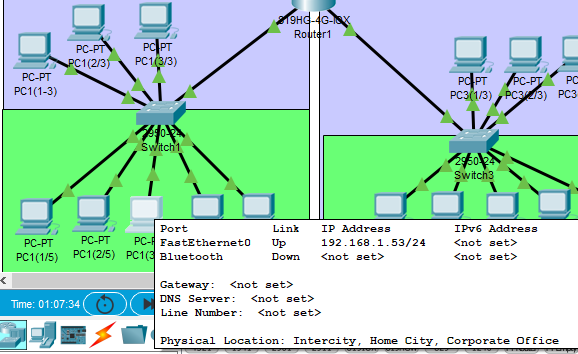 819HG-4G-IOX
Router1
PC-PT
PC1(1-3)
PC-PT
PC1(2/3)
PC-PT
PC1(3/3)
PC-PT
PC3(1/3)
PC-PT
PC3(2/3)
PC
PC3
2950-24
Switch1
2950-24
Switch3
PC-PT
PC1(1/5)
PC-PT
PC1(2/5)
PC-PT
PC1(3
Port Link IP Address IPv6 Address
FastEthernet0 Up 192.168.1.53/24 <not set>
Bluetooth Down <not set> <not set>
Gateway: <not set>
DNS Server: <not set>
Line Number: <not set>
Physical Location: Intercity, Home City, Corporate Office
Time: 01:07:34